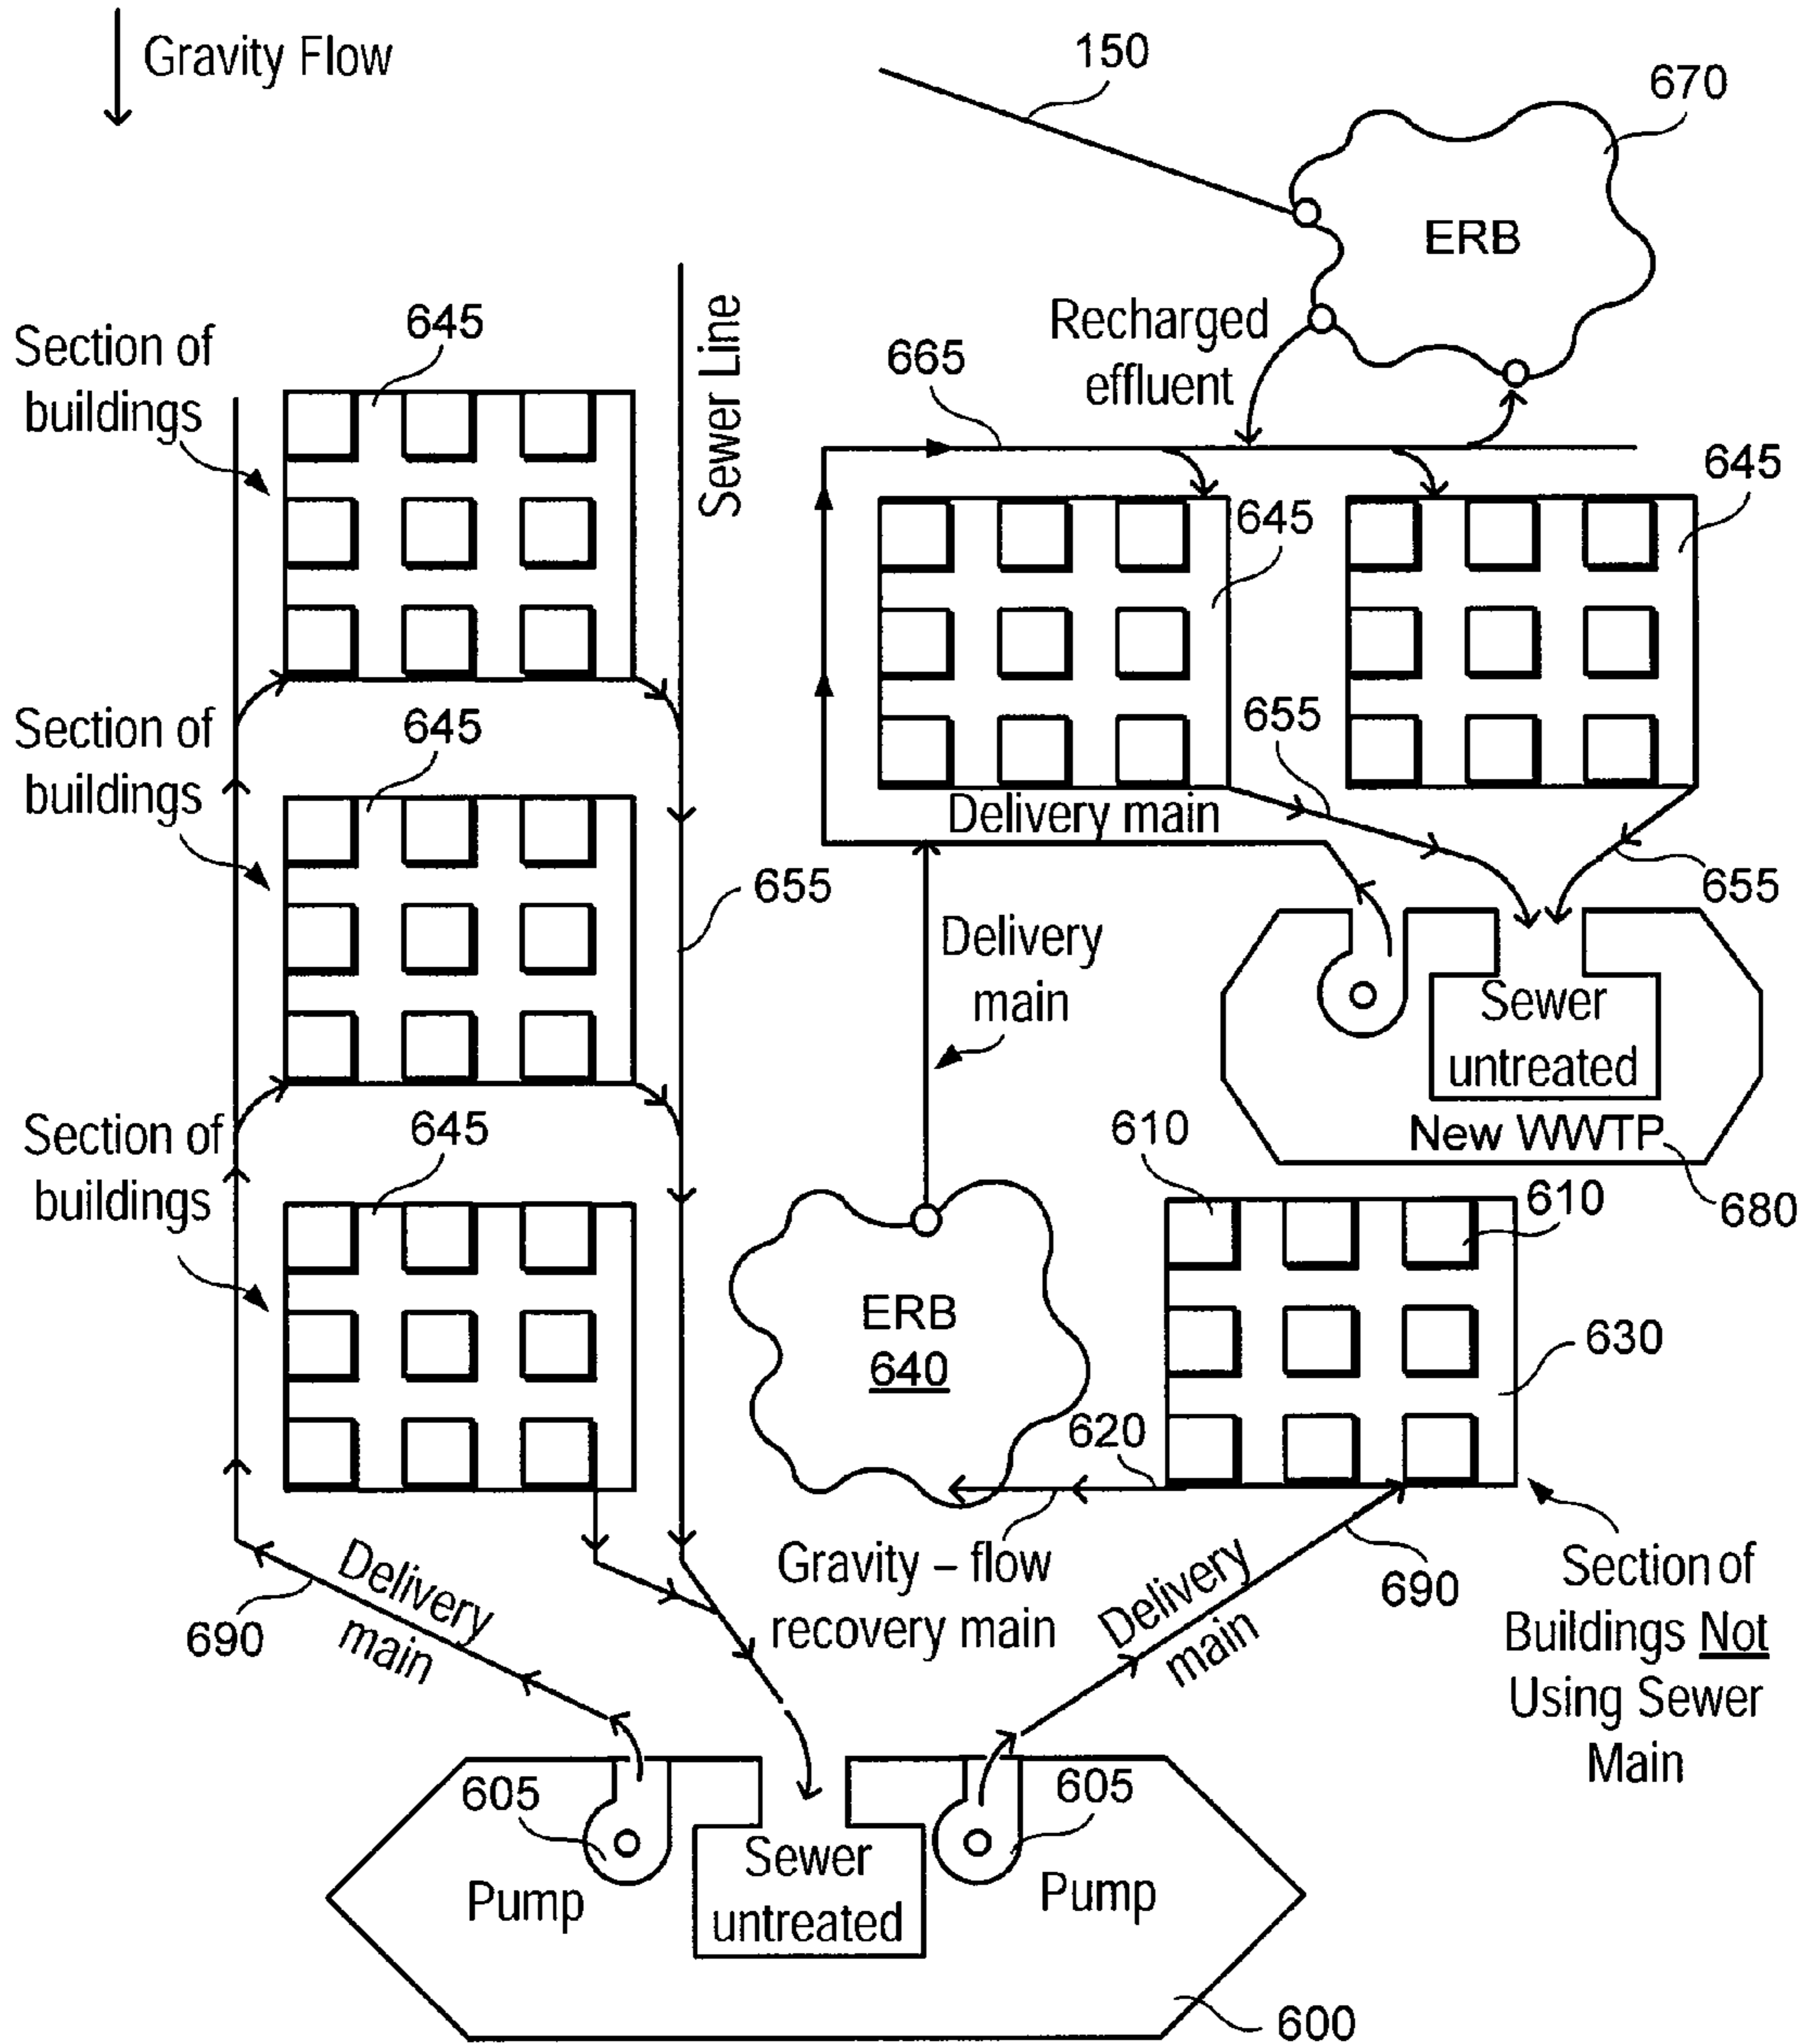 Gravity Flow
150
670
ERB
Section of
buildings
645
Sewer Line
Recharged
effluent
665
645
645
Section of
buildings
645
655
Delivery main
655
655
Delivery
main
Sewer
untreated
New WWTP
680
Section of
buildings
645
610
610
ERB
640
630
620
Gravity – flow
recovery main
690
Delivery
main
Delivery
main
690
Section of
Buildings Not
Using Sewer
Main
605
Pump
Sewer
untreated
605
Pump
600